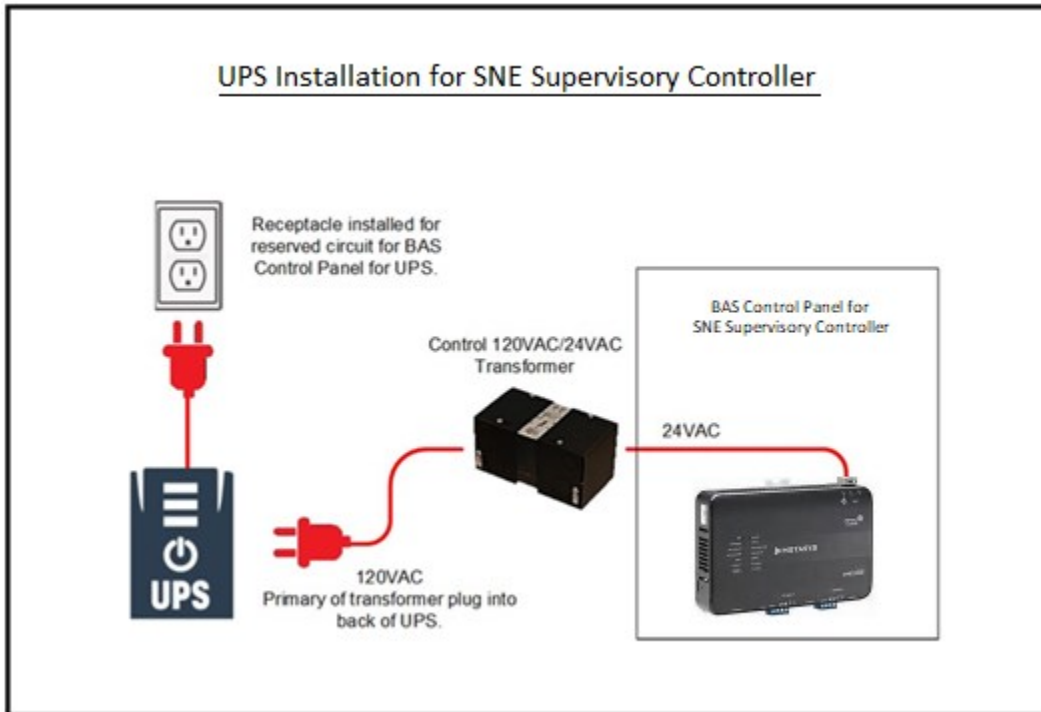 UPS Installation for SNE Supervisory Controller
Receptacle installed for
reserved circuit for BAS
Control Panel for UPS.
Control 120VAC/24VAC
Transformer
BAS Control Panel for
SNE Supervisory Controller
24VAC
UPS
120VAC
Primary of transformer plug into
back of UPS.
METASYS